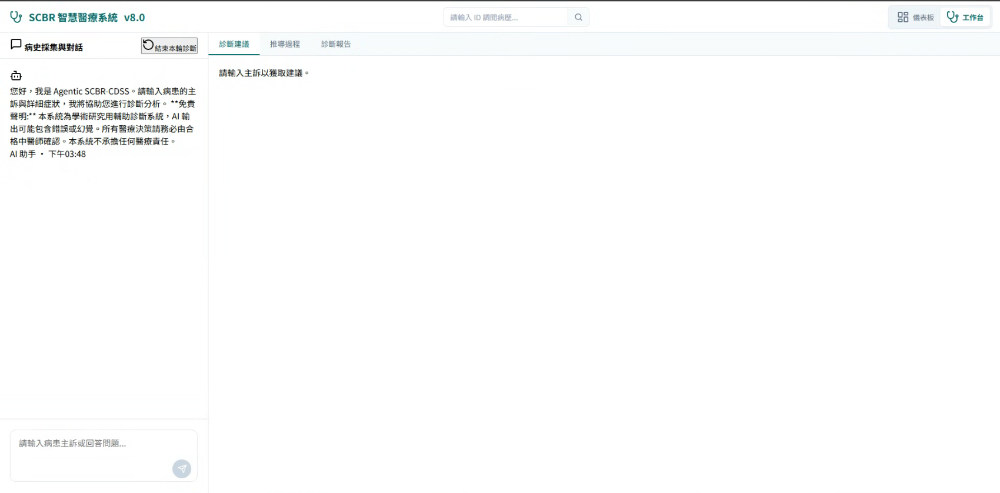 SCBR 智慧醫療系統 v8.0
請輸入 ID 調閱病歷...
儀表板
工作台
病史採集與對話
結束本輪診斷
診斷建議
推導過程
診斷報告
您好，我是 Agentic SCBR-CDSS。請輸入病患的主
訴與詳細症狀，我將協助您進行診斷分析。 **免責
聲明:** 本系統為學術研究用輔助診斷系統，AI 輸
出可能包含錯誤或幻覺。所有醫療決策請務必由合
格中醫師確認。本系統不承擔任何醫療責任。
AI 助手 • 下午03:48
請輸入主訴以獲取建議。
請輸入病患主訴或回答問題...